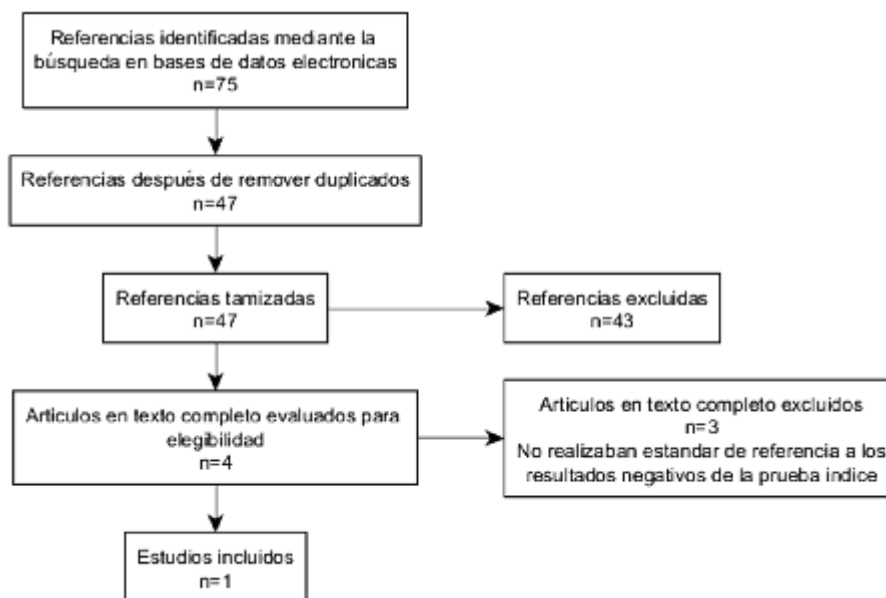 Referencias identificadas mediante la
búsqueda en bases de datos electronicas
n=75
Referencias después de remover duplicados
n=47
Referencias tamizadas
n=47
Referencias excluidas
n=43
Articulos en texto completo evaluados para
elegibilidad
n=4
Articulos en texto completo excluidos
n=3
No realizaban estandar de referencia a los
resultados negativos de la prueba indice
Estudios incluidos
n=1